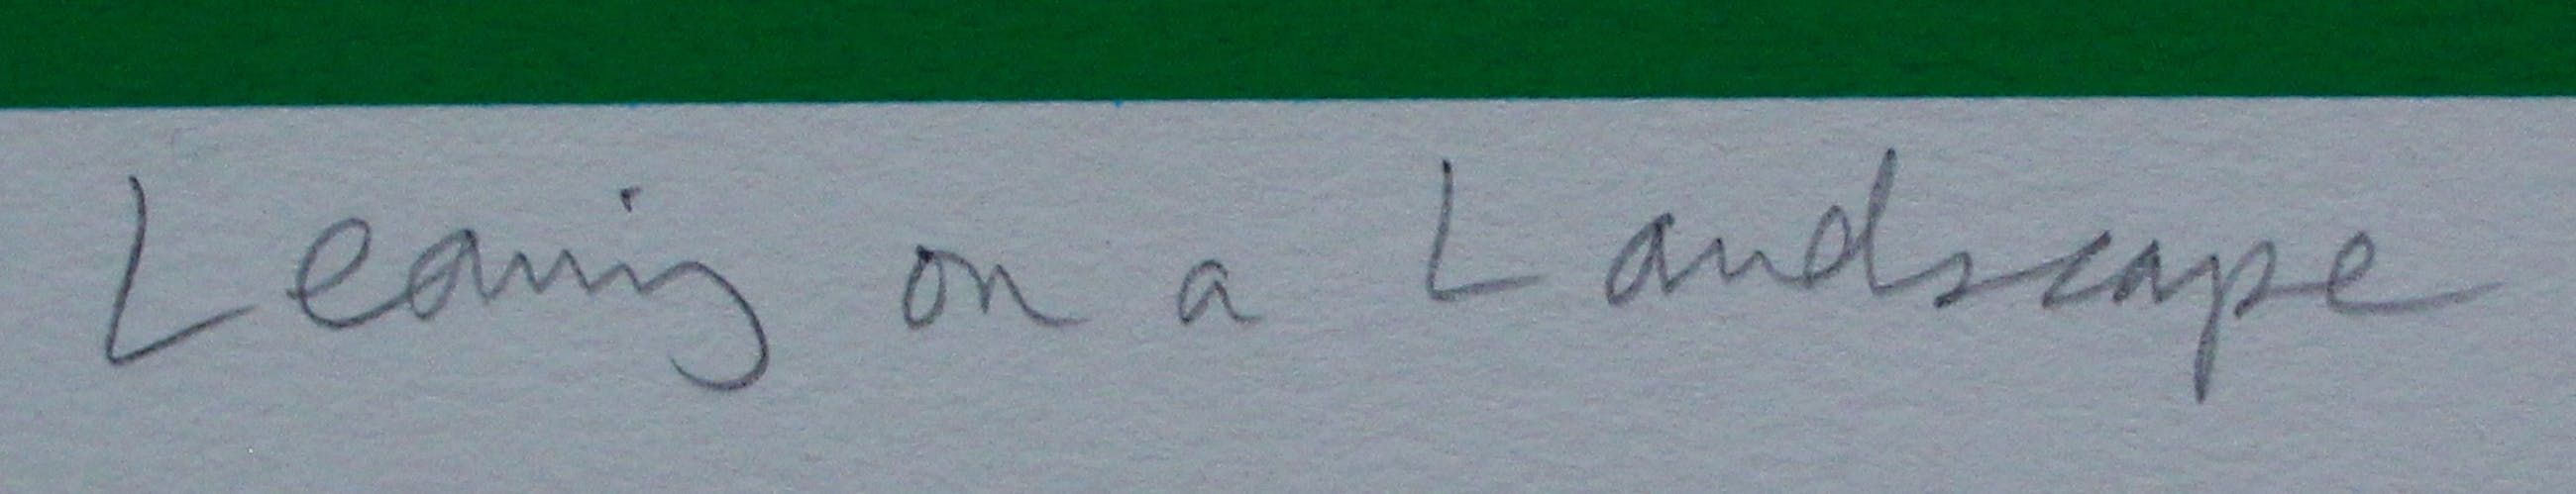 Leaning on a Landscape